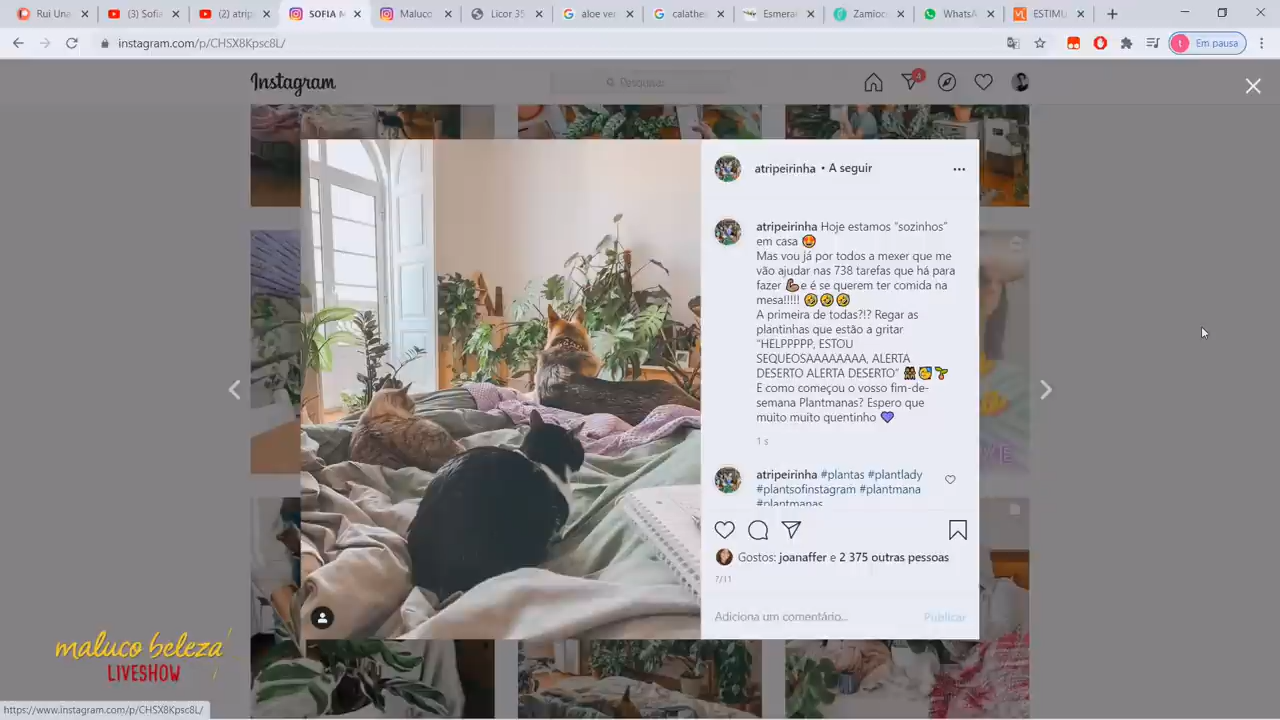 Rui Una
(3) Sofia
(2) atrip
SOFIA M
Maluco
Licor 35
aloe ver
calathe
Esmeral
Zamioc
WhatsA
ESTIMU
instagram.com/p/CHSX8Kpsc8L/
t
Em pausa
Instagram
Pesquisar
4
atripeirinha • A seguir
atripeirinha Hoje estamos "sozinhos"
em casa 😍
Mas vou já por todos a mexer que me
vão ajudar nas 738 tarefas que há para
fazer 💪🏾e é se querem ter comida na
mesa!!!!! 🤣🤣🤣
A primeira de todas?!? Regar as
plantinhas que estão a gritar
"HELPPPPP, ESTOU
SEQUEOSAAAAAAAA, ALERTA
DESERTO ALERTA DESERTO"
E como começou o vosso fim-de-
semana Plantmanas? Espero que
muito muito quentinho 💜
1 s
atripeirinha #plantas #plantlady
#plantsofinstagram #plantmana
#plantmanas
Gostos: joanaffer e 2 375 outras pessoas
7/11
Adiciona um comentário...
Publicar
maluco beleza
LIVESHOW
https://www.instagram.com/p/CHSX8Kpsc8L/